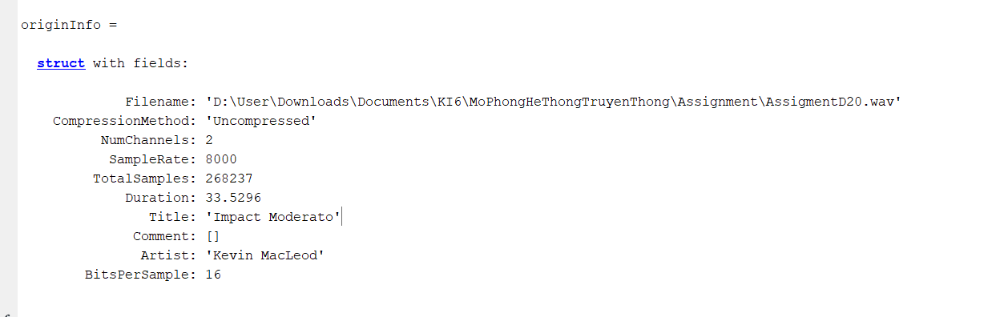 originInfo =
struct with fields:
Filename: 'D:\User\Downloads\Documents\KI6\MoPhongHeThongTruyenThong\Assignment\AssigmentD20.wav'
CompressionMethod: 'Uncompressed'
NumChannels: 2
SampleRate: 8000
TotalSamples: 268237
Duration: 33.5296
Title: 'Impact Moderato'
Comment: []
Artist: 'Kevin MacLeod'
BitsPerSample: 16